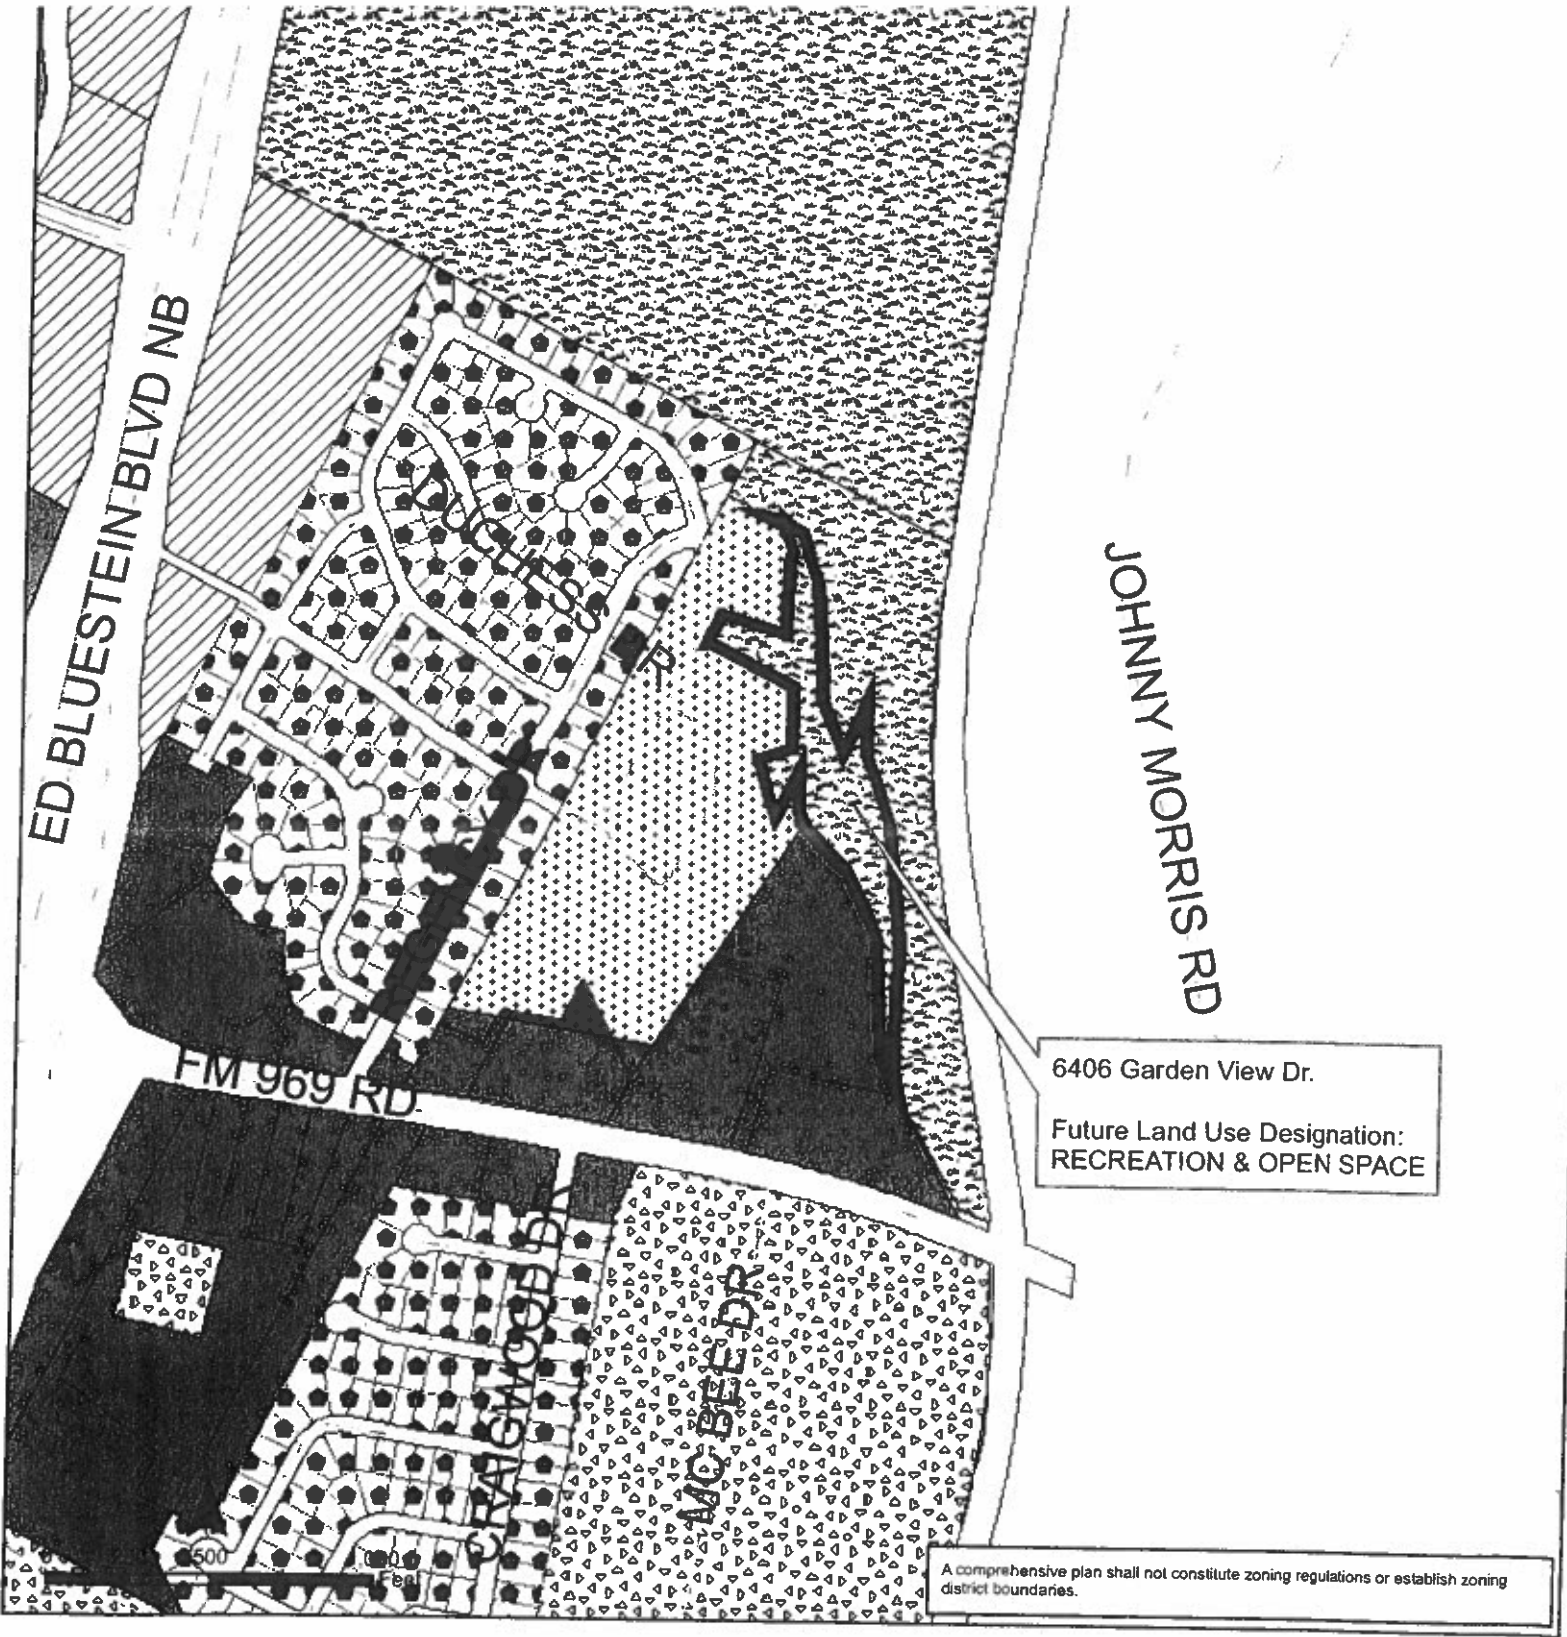 ED BLUESTEIN BLVD NB
DUCHESS
JOHNNY MORRIS RD
6406 Garden View Dr.
Future Land Use Designation:
RECREATION & OPEN SPACE
FM 969 RD
CRAIGWOOD DR
MC BEE DR
500
Feet
A comprehensive plan shall not constitute zoning regulations or establish zoning
district boundaries.